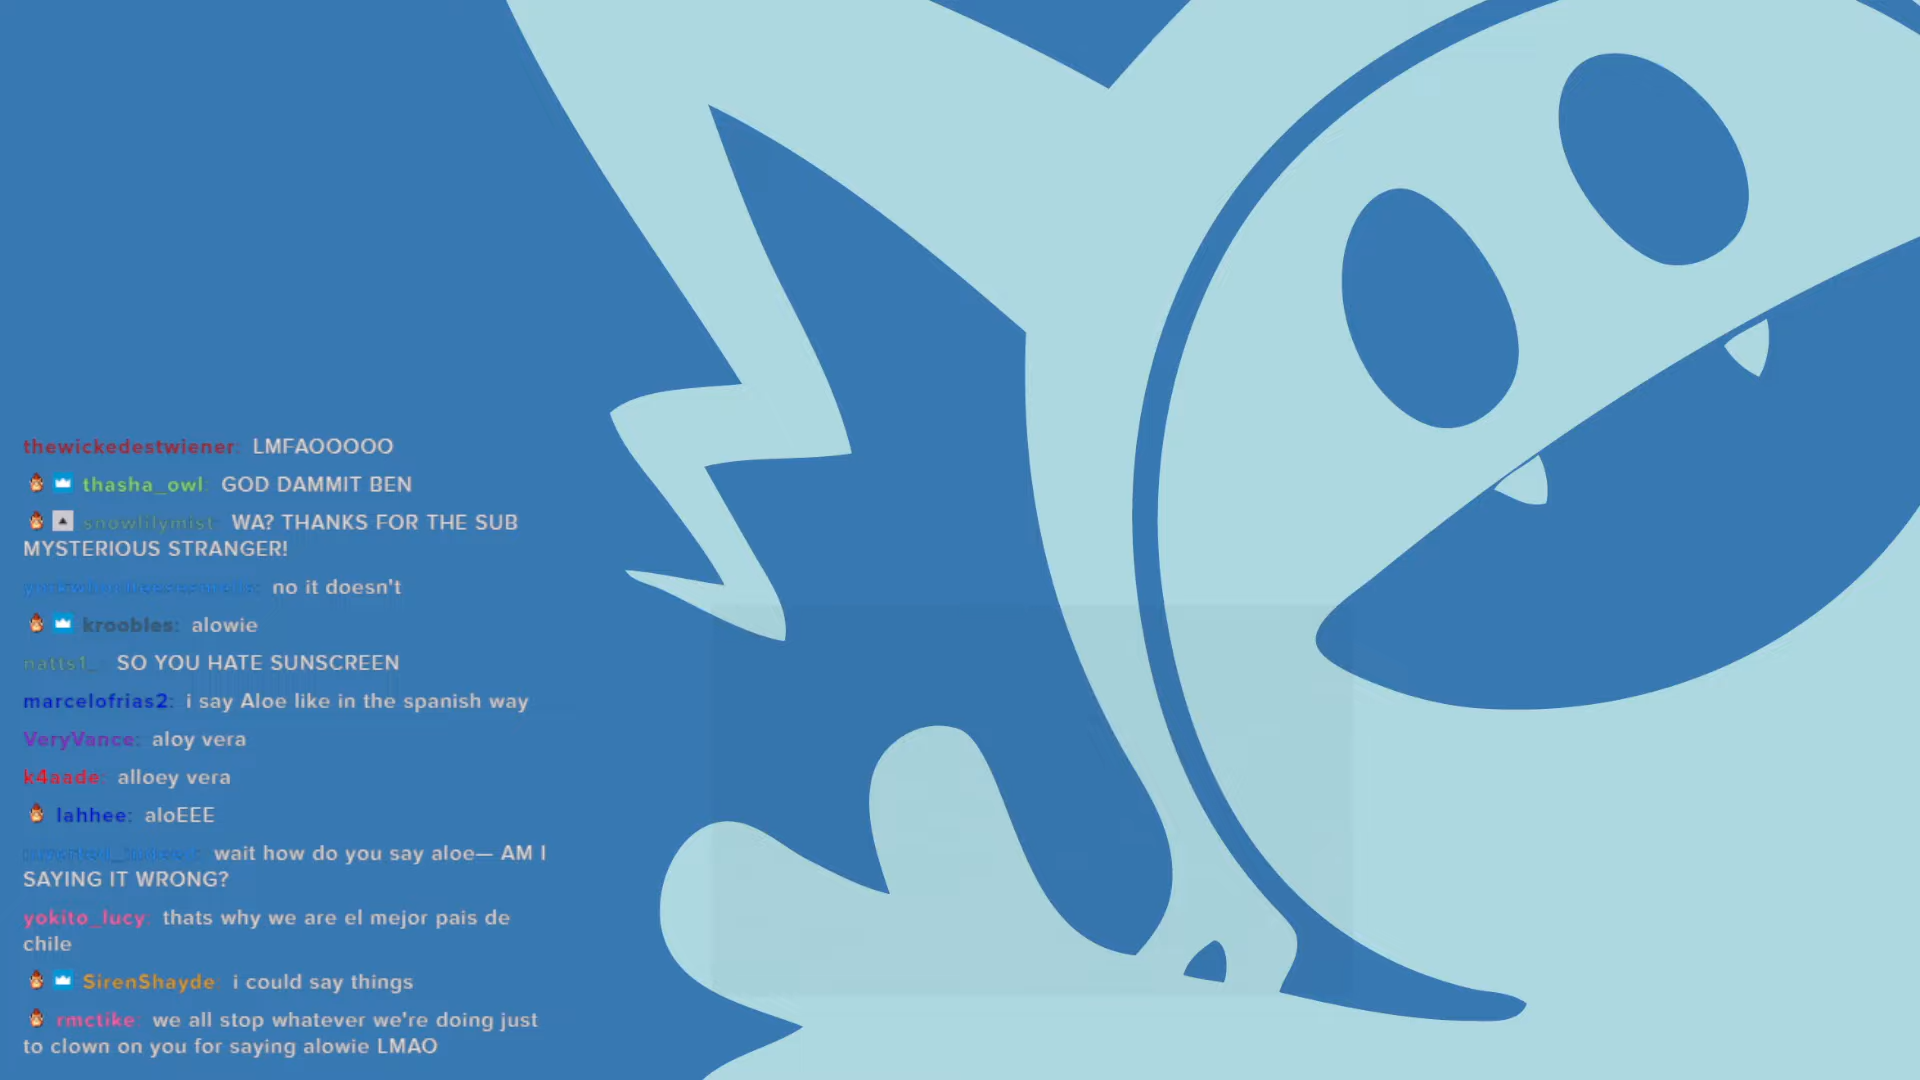 thewickedestwiener: LMFAOOOOO
thasha_owl: GOD DAMMIT BEN
snowlilymist: WA? THANKS FOR THE SUB
MYSTERIOUS STRANGER!
no it doesn't
kroobles: alowie
natts1_: SO YOU HATE SUNSCREEN
marcelofrias2: i say Aloe like in the spanish way
VeryVance: aloy vera
k4aade: alloey vera
lahhee: aloEEE
wait how do you say aloe— AM I
SAYING IT WRONG?
yokito_lucy: thats why we are el mejor pais de
chile
SirenShayde: i could say things
rmctike: we all stop whatever we're doing just
to clown on you for saying alowie LMAO